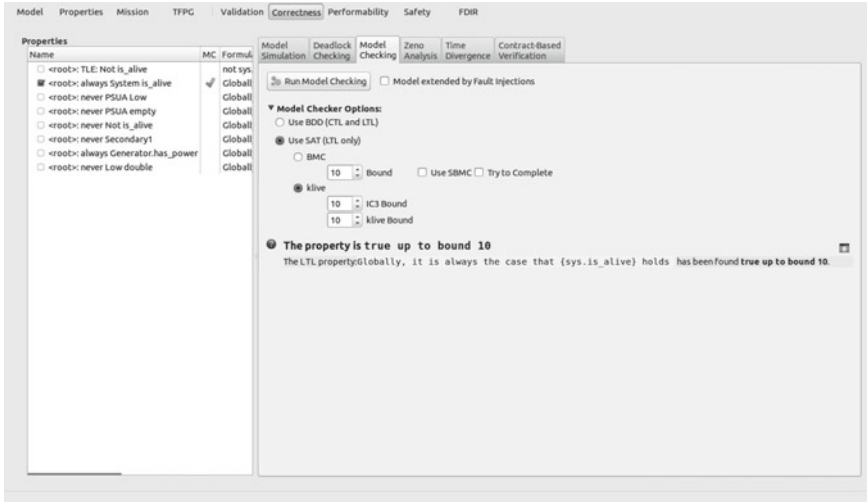 Model Properties Mission TFPG Validation Correctness Performability Safety FDIR
Properties
Name MC Formul
<root>: TLE: Not is_alive not sys.
<root>: always System is_alive Globall
<root>: never PSUA Low Globall
<root>: never PSUA empty Globall
<root>: never Not is_alive Globall
<root>: never Secondary1 Globall
<root>: always Generator.has_power Globall
<root>: never Low double Globall
Model Simulation Deadlock Checking Model Checking Zeno Analysis Time Divergence Contract-Based Verification
Run Model Checking Model extended by Fault Injections
Model Checker Options:
Use BDD (CTL and LTL)
Use SAT (LTL only)
BMC
10 Bound Use SBMC Try to Complete
klive
10 IC3 Bound
10 klive Bound
The property is true up to bound 10
The LTL property:Globally, it is always the case that {sys.is_alive} holds has been found true up to bound 10.